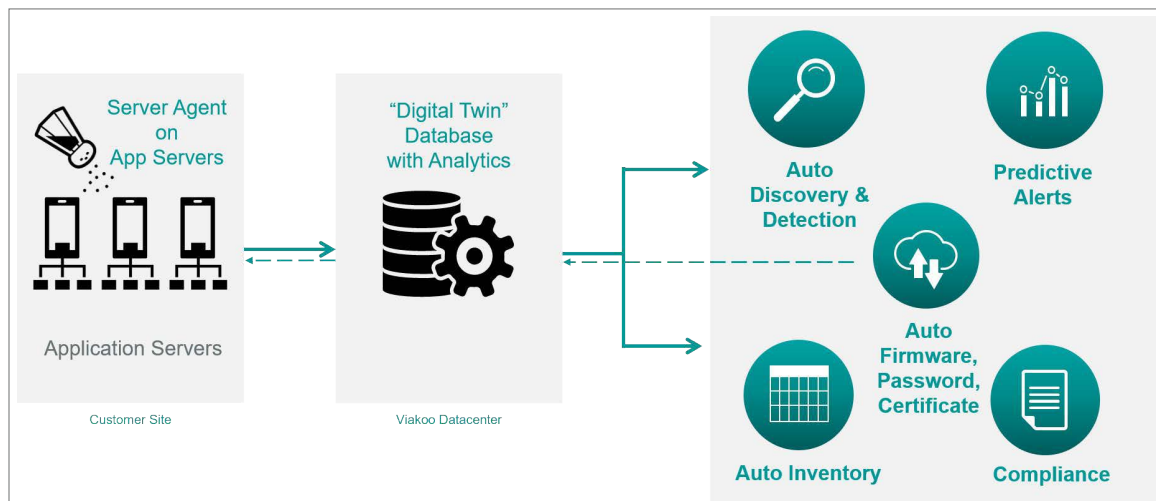 Server Agent
on
App Servers
Application Servers
Customer Site
“Digital Twin”
Database
with Analytics
Viakoo Datacenter
Auto
Discovery &
Detection
Predictive
Alerts
Auto
Firmware,
Password,
Certificate
Auto Inventory
Compliance